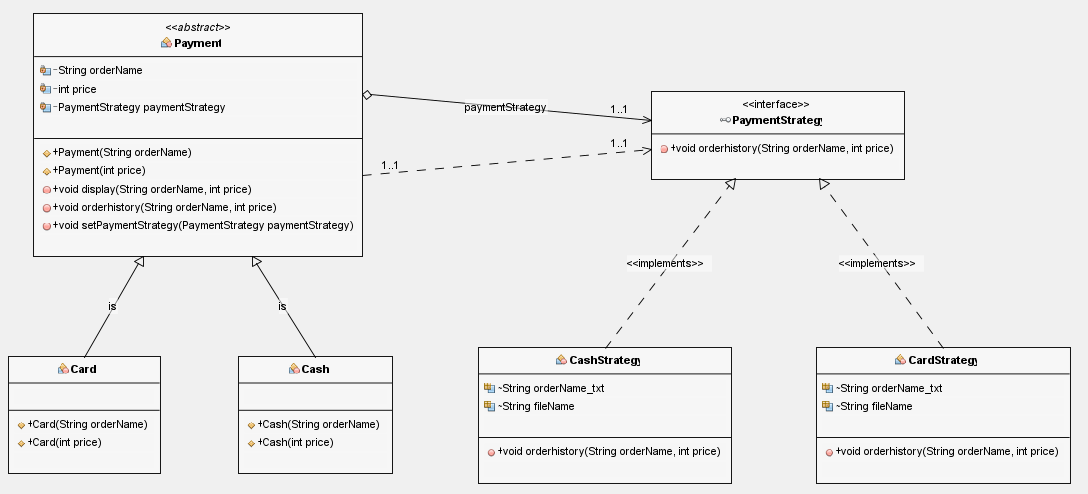 <<abstract>>
Payment
-String orderName
-int price
-PaymentStrategy paymentStrategy
+Payment(String orderName)
+Payment(int price)
+void display(String orderName, int price)
+void orderhistory(String orderName, int price)
+void setPaymentStrategy(PaymentStrategy paymentStrategy)
paymentStrategy
1..1
1..1
1..1
<<interface>>
PaymentStrategy
+void orderhistory(String orderName, int price)
is
is
<<implements>>
<<implements>>
Card
+Card(String orderName)
+Card(int price)
Cash
+Cash(String orderName)
+Cash(int price)
CashStrategy
~String orderName_txt
~String fileName
+void orderhistory(String orderName, int price)
CardStrategy
~String orderName_txt
~String fileName
+void orderhistory(String orderName, int price)